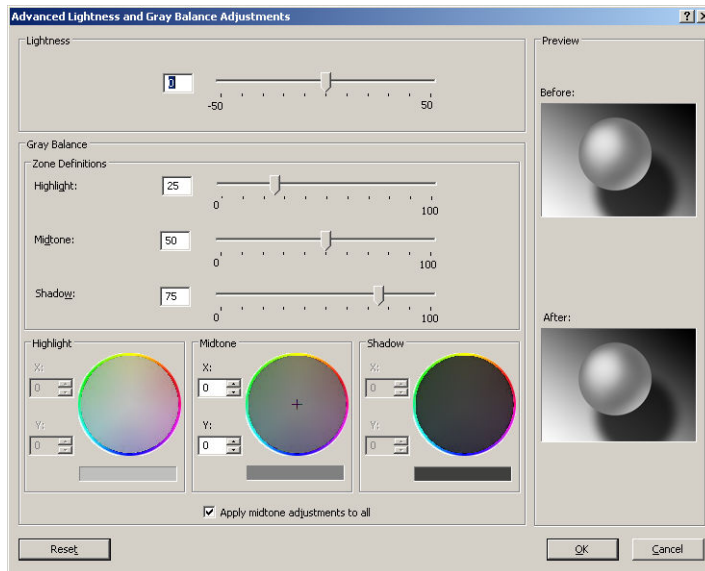 Advanced Lightness and Gray Balance Adjustments
Lightness
0
-50 50
Gray Balance
Zone Definitions
Highlight: 25
0 100
Midtone: 50
0 100
Shadow: 75
0 100
Highlight
X:
0
Y:
0
Midtone
X:
0
Y:
0
Shadow
X:
0
Y:
0
Apply midtone adjustments to all
Preview
Before:
After:
Reset
OK
Cancel